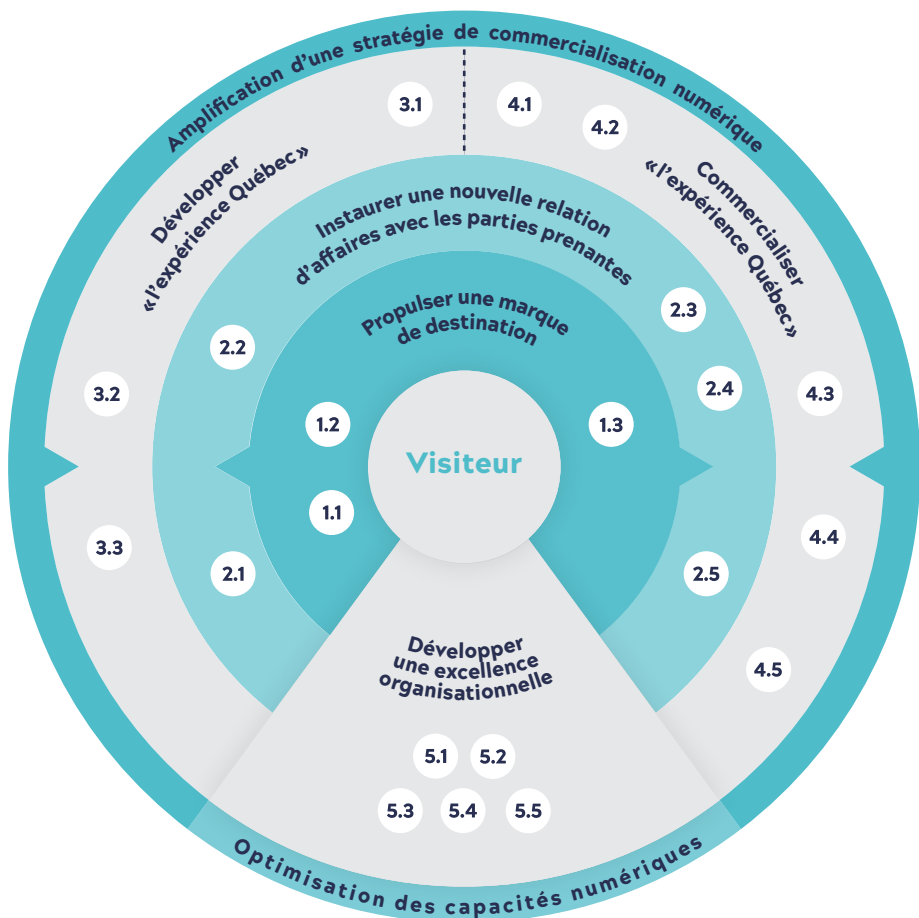 Amplification d’une stratégie de commercialisation numérique
3.1
4.1
4.2
Développer
«l’expérience Québec»
Commercialiser
«l’expérience Québec»
Instaurer une nouvelle relation
d’affaires avec les parties prenantes
Propulser une marque
de destination
2.3
2.2
2.4
3.2
4.3
1.2
1.3
Visiteur
1.1
4.4
3.3
2.1
2.5
Développer
une excellence
organisationnelle
4.5
5.1
5.2
5.3
5.4
5.5
Optimisation des capacités numériques